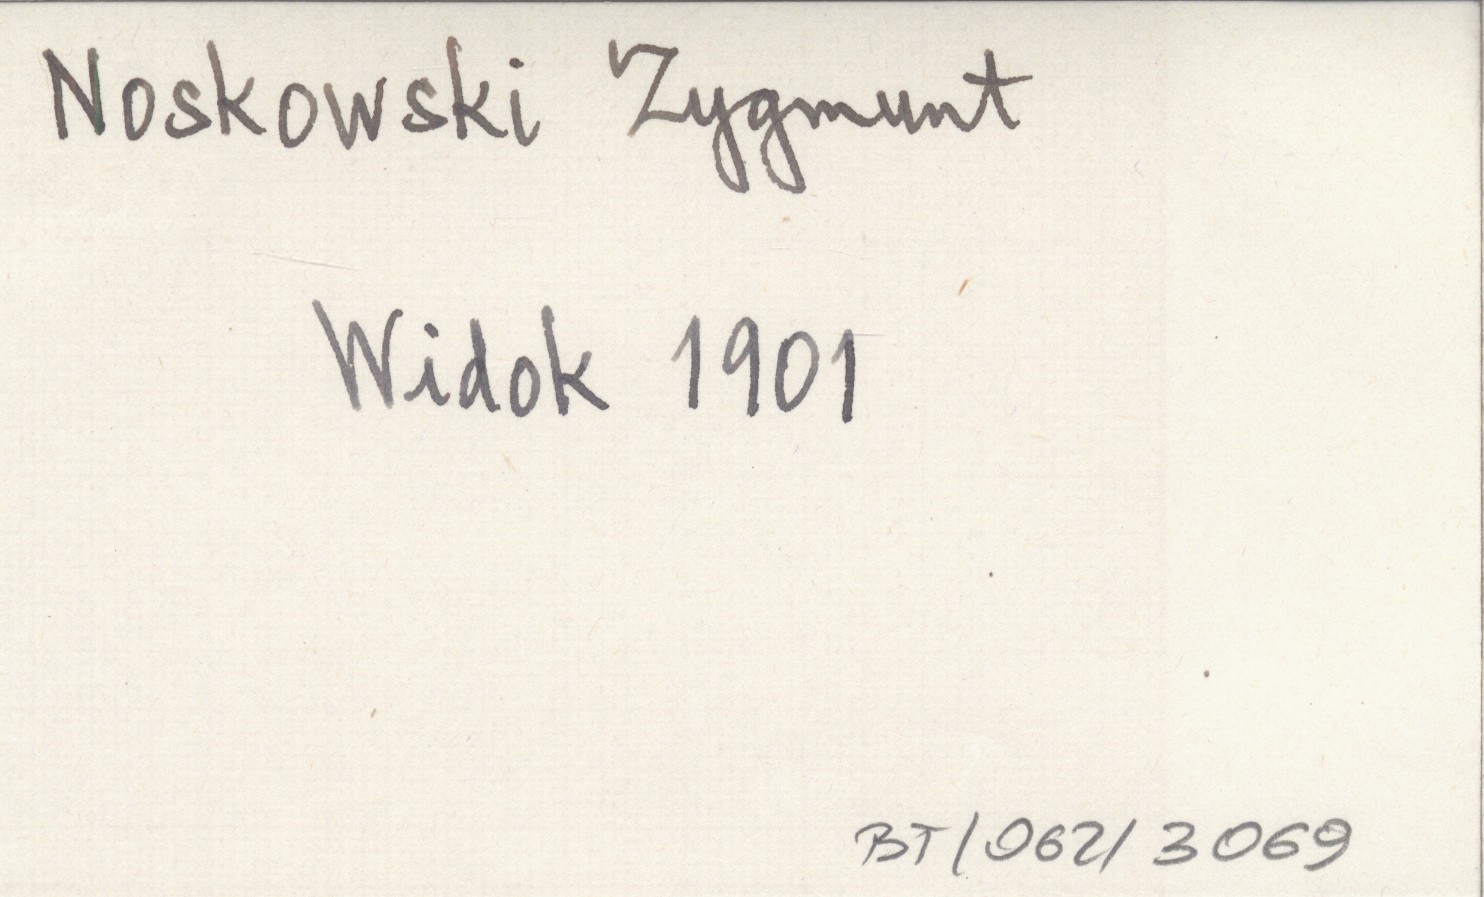 Noskowski Zygmunt
Widok 1901
BT/062/3069